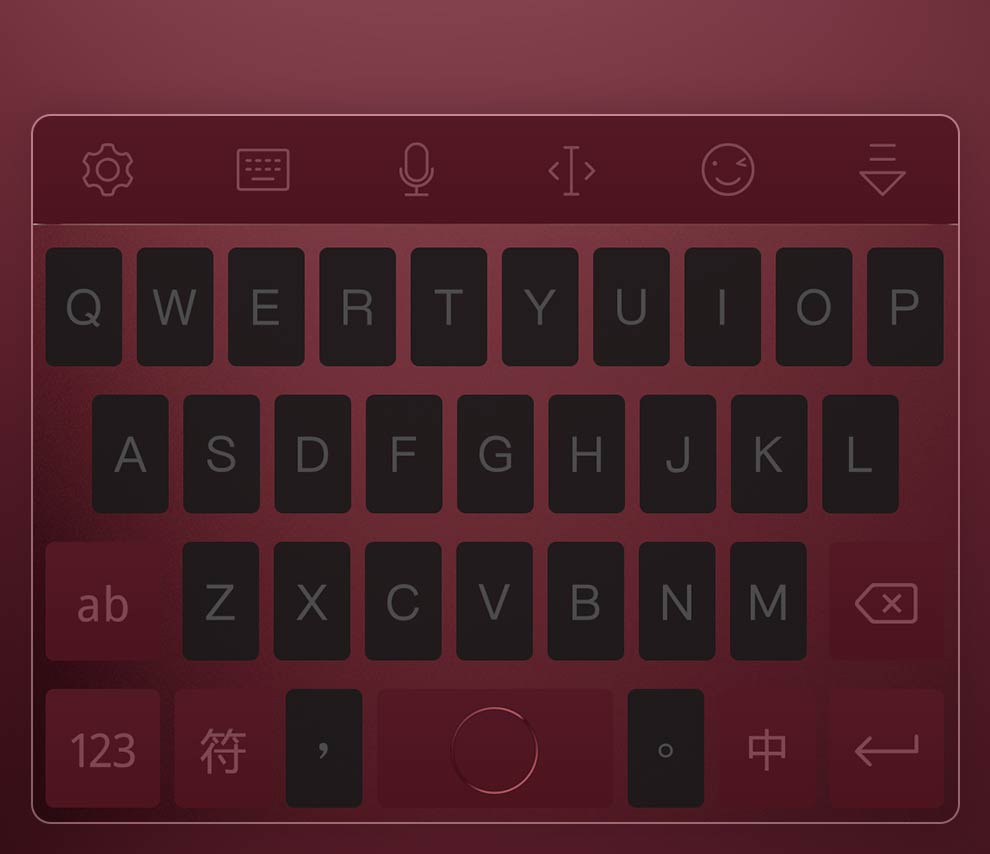 Q W E R T Y U I O P
A S D F G H J K L
ab Z X C V B N M
123 符 ， 。 中